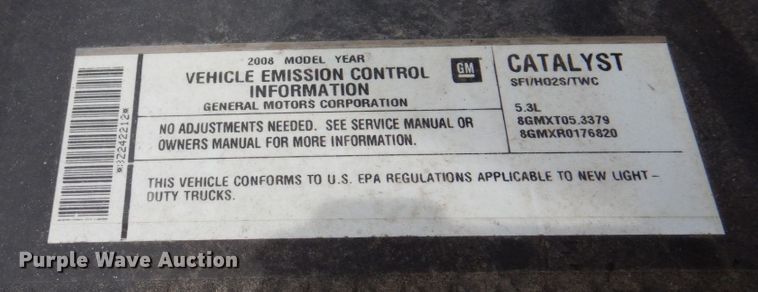 2008 MODEL YEAR
VEHICLE EMISSION CONTROL
INFORMATION
GENERAL MOTORS CORPORATION
GM
CATALYST
SFI/HO2S/TWC
5.3L
8GMXT05.3379
8GMXR0176820
NO ADJUSTMENTS NEEDED. SEE SERVICE MANUAL OR
OWNERS MANUAL FOR MORE INFORMATION.
THIS VEHICLE CONFORMS TO U.S. EPA REGULATIONS APPLICABLE TO NEW LIGHT-
DUTY TRUCKS.
*8Z242212*
Purple Wave Auction